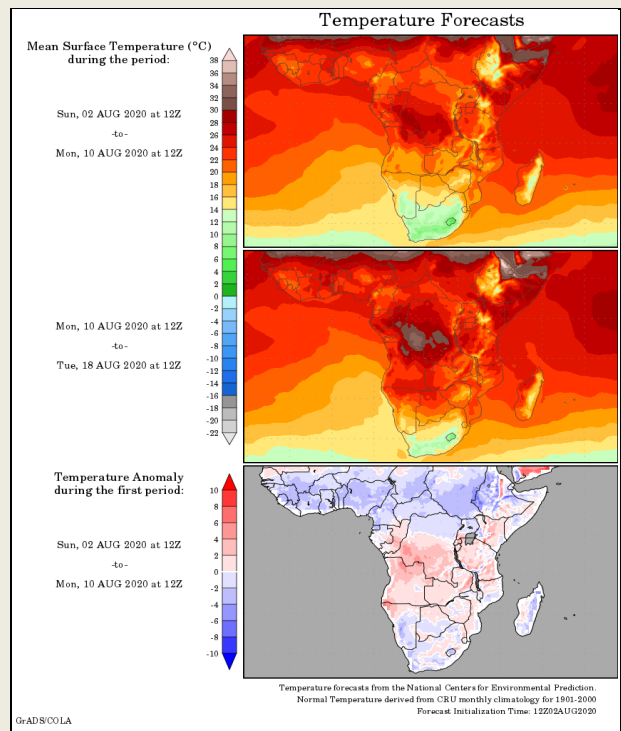 Temperature Forecasts
Mean Surface Temperature (°C)
during the period:
Sun, 02 AUG 2020 at 12Z
-to-
Mon, 10 AUG 2020 at 12Z
38
36
34
32
30
28
26
24
22
20
18
16
14
12
10
8
6
4
2
0
-2
-4
-6
-8
-10
-12
-14
-16
-18
-20
-22
Mon, 10 AUG 2020 at 12Z
-to-
Tue, 18 AUG 2020 at 12Z
Temperature Anomaly
during the first period:
Sun, 02 AUG 2020 at 12Z
-to-
Mon, 10 AUG 2020 at 12Z
10
8
6
4
2
0
-2
-4
-6
-8
-10
Temperature forecasts from the National Centers for Environmental Prediction.
Normal Temperature derived from CRU monthly climatology for 1901-2000
Forecast Initialization Time: 12Z02AUG2020
GrADS/COLA